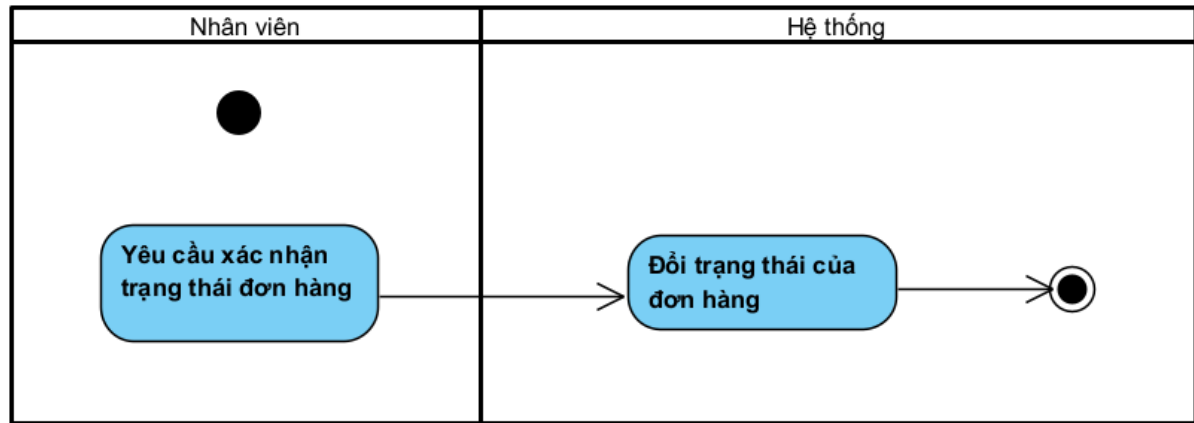 Nhân viên
Hệ thống
Yêu cầu xác nhận
trạng thái đơn hàng
Đổi trạng thái của
đơn hàng